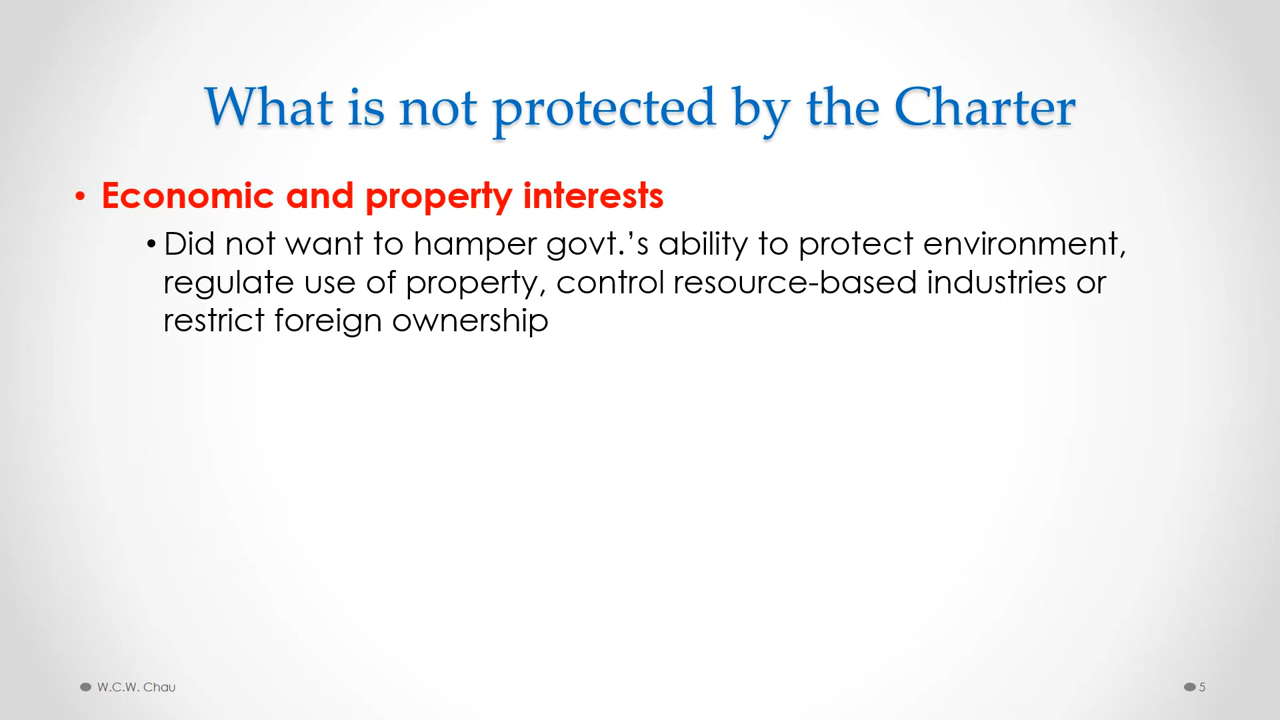 What is not protected by the Charter
• Economic and property interests
• Did not want to hamper govt.’s ability to protect environment,
regulate use of property, control resource-based industries or
restrict foreign ownership
W.C.W. Chau
5